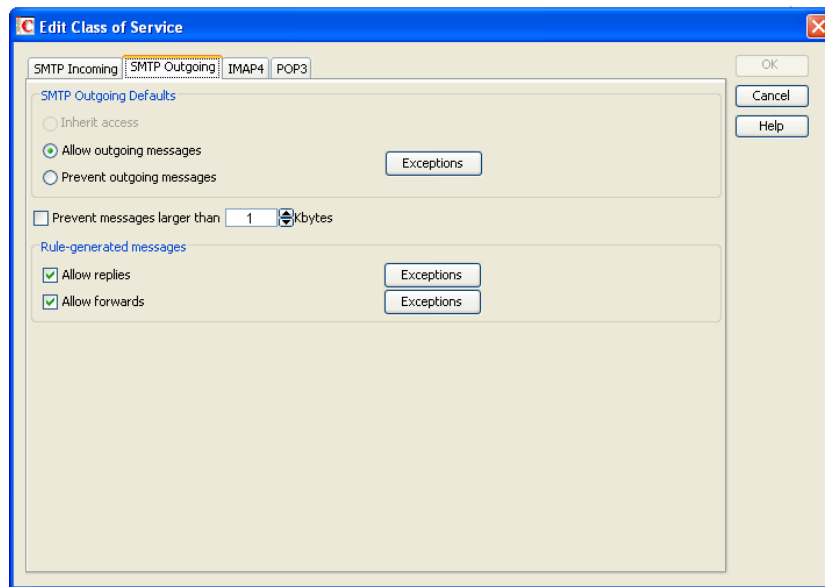 Edit Class of Service
SMTP Incoming SMTP Outgoing IMAP4 POP3
OK
Cancel
Help
SMTP Outgoing Defaults
Inherit access
Allow outgoing messages
Prevent outgoing messages
Exceptions
Prevent messages larger than 1 Kbytes
Rule-generated messages
Allow replies Exceptions
Allow forwards Exceptions